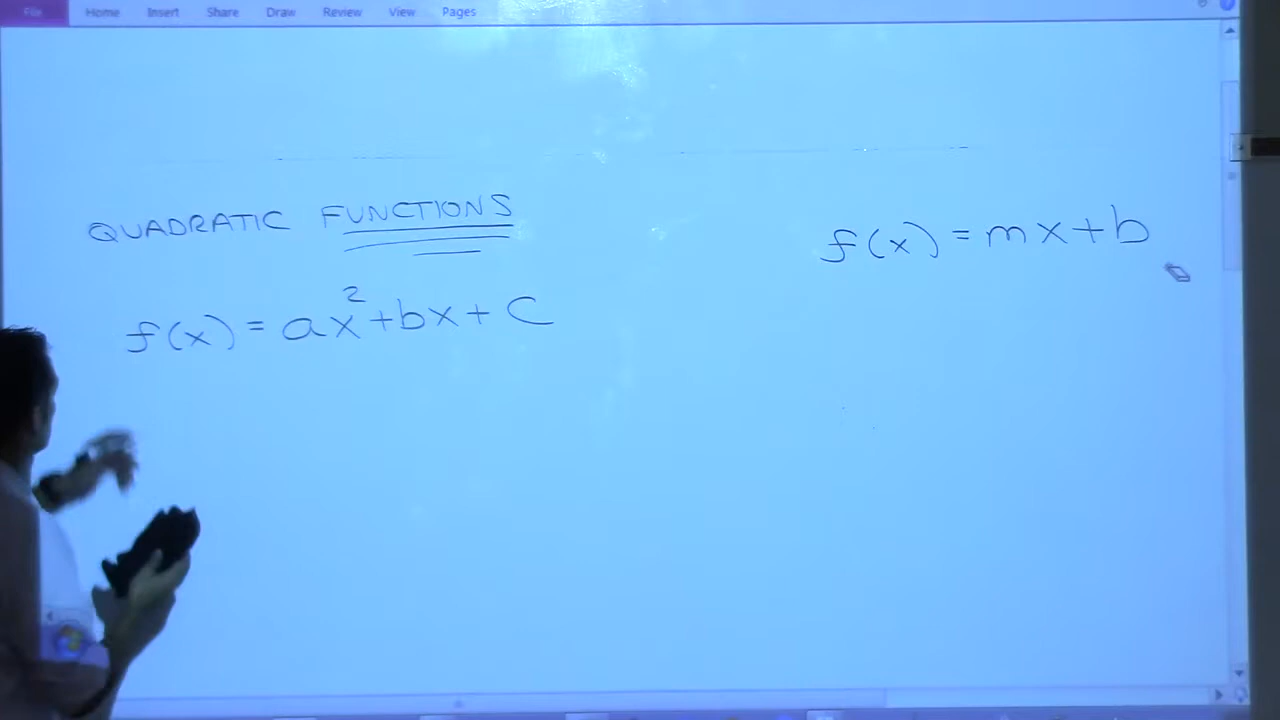 File Home Insert Share Draw Review View Pages
QUADRATIC FUNCTIONS
f(x) = ax²+bx+c
f(x) = mx+b